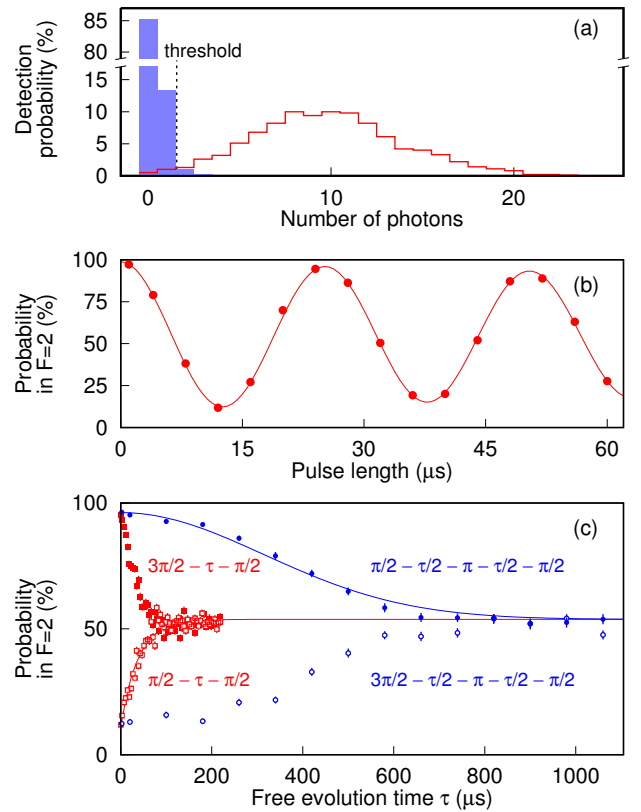 (a)
85
80
threshold
15
10
5
0
Detection
probability (%)
0 10 20
Number of photons
(b)
100
75
50
25
0
Probability
in F=2 (%)
0 15 30 45 60
Pulse length (μs)
(c)
100
50
0
Probability
in F=2 (%)
3π/2 − τ − π/2
π/2 − τ/2 − π − τ/2 − π/2
π/2 − τ − π/2
3π/2 − τ/2 − π − τ/2 − π/2
0 200 400 600 800 1000
Free evolution time τ (μs)